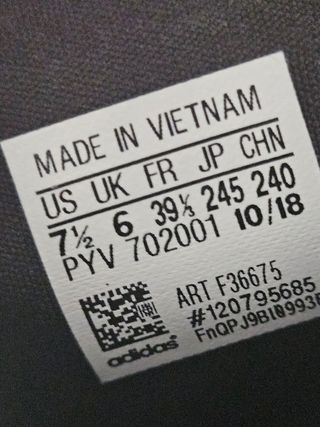 MADE IN VIETNAM
US UK FR JP CHN
7½ 6 39⅓ 245 240
PYV 702001 10/18
ART F36675
#120795685
adidas